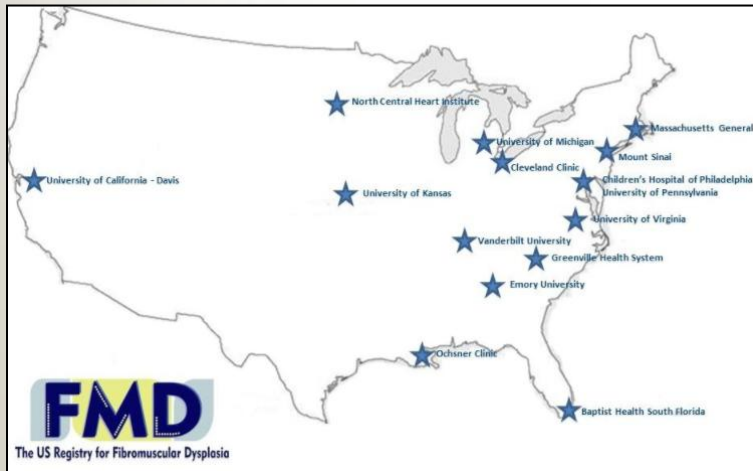 North Central Heart Institute
Massachusetts General
University of Michigan
Mount Sinai
Cleveland Clinic
University of California - Davis
Children's Hospital of Philadelphia
University of Pennsylvania
University of Kansas
University of Virginia
Vanderbilt University
Greenville Health System
Emory University
Ochsner Clinic
Baptist Health South Florida
FMD
The US Registry for Fibromuscular Dysplasia